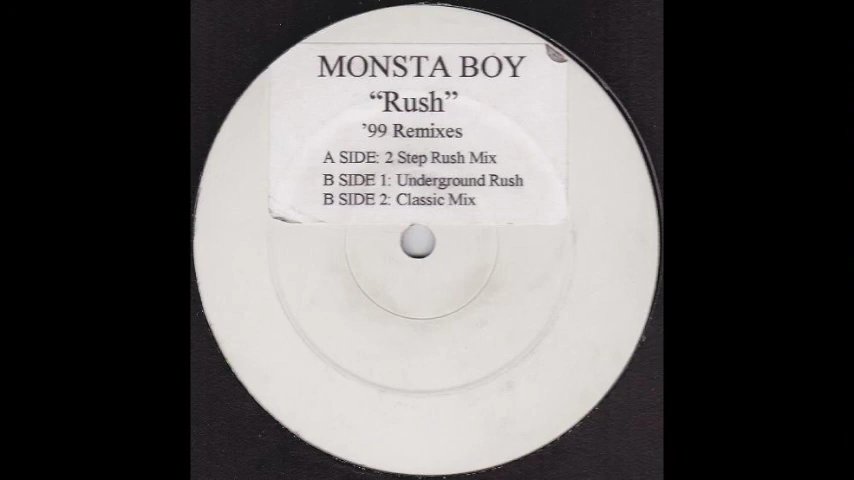 MONSTA BOY
“Rush”
’99 Remixes
A SIDE: 2 Step Rush Mix
B SIDE 1: Underground Rush
B SIDE 2: Classic Mix